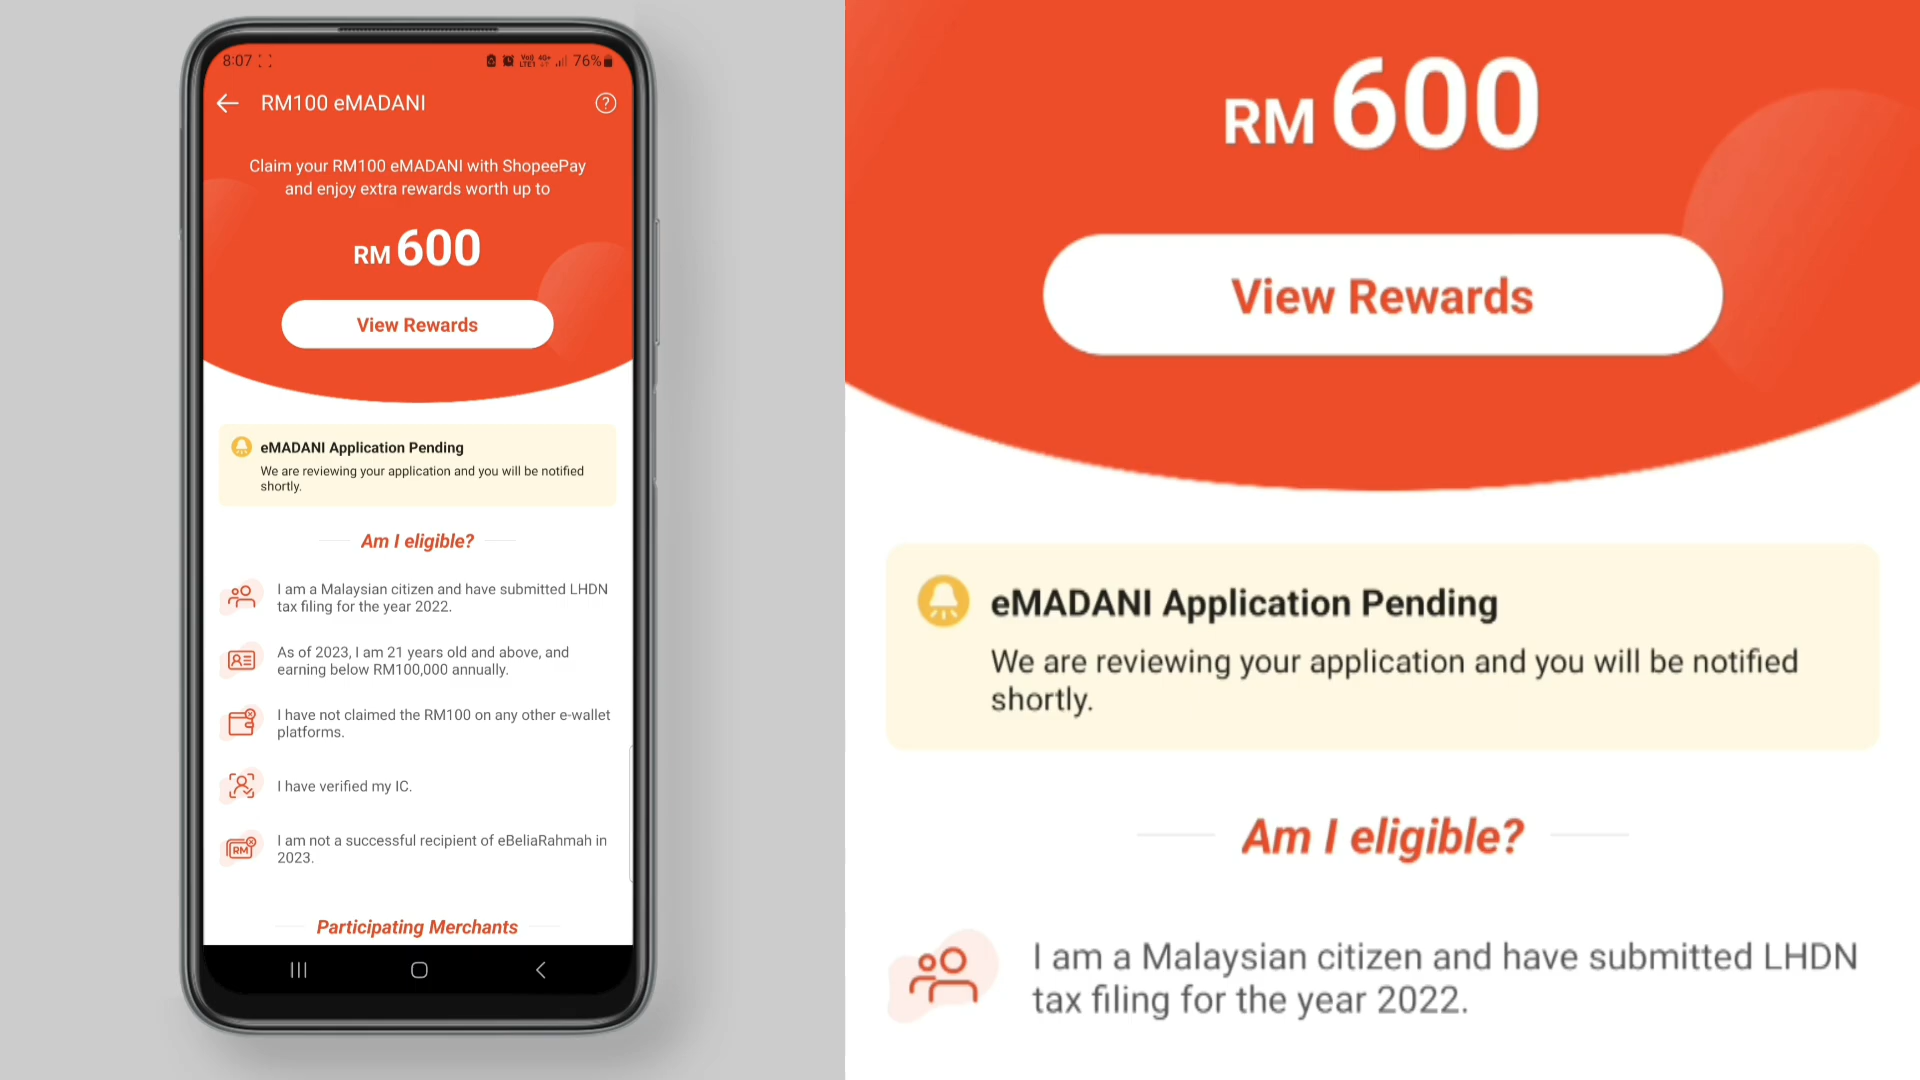 8:07
76%
RM100 eMADANI
Claim your RM100 eMADANI with ShopeePay
and enjoy extra rewards worth up to
RM 600
View Rewards
eMADANI Application Pending
We are reviewing your application and you will be notified
shortly.
Am I eligible?
I am a Malaysian citizen and have submitted LHDN
tax filing for the year 2022.
As of 2023, I am 21 years old and above, and
earning below RM100,000 annually.
I have not claimed the RM100 on any other e-wallet
platforms.
I have verified my IC.
RM
I am not a successful recipient of eBeliaRahmah in
2023.
Participating Merchants
RM 600
View Rewards
eMADANI Application Pending
We are reviewing your application and you will be notified
shortly.
Am I eligible?
I am a Malaysian citizen and have submitted LHDN
tax filing for the year 2022.